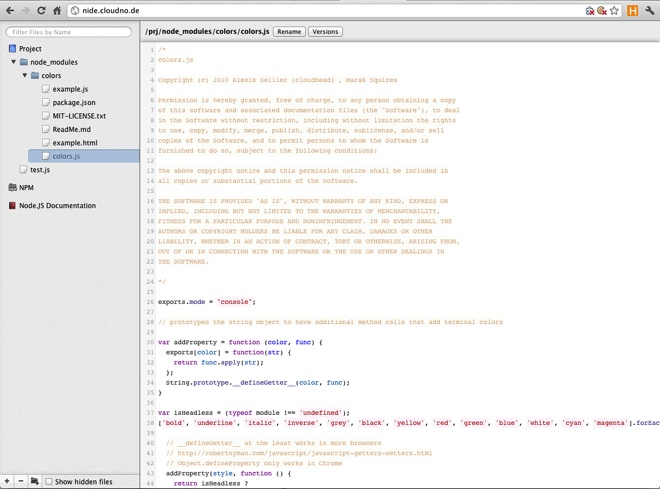 nide.cloudno.de
Filter Files by Name
Project
node_modules
colors
example.js
package.json
MIT-LICENSE.txt
ReadMe.md
example.html
colors.js
test.js
NPM
Node.JS Documentation
Show hidden files
/prj/node_modules/colors/colors.js
Rename
Versions
1 /*
2 colors.js
3
4 Copyright (c) 2010 Alexis Sellier (cloudhead) , Marak Squires
5
6 Permission is hereby granted, free of charge, to any person obtaining a copy
7 of this software and associated documentation files (the "Software"), to deal
8 in the Software without restriction, including without limitation the rights
9 to use, copy, modify, merge, publish, distribute, sublicense, and/or sell
10 copies of the Software, and to permit persons to whom the Software is
11 furnished to do so, subject to the following conditions:
12
13 The above copyright notice and this permission notice shall be included in
14 all copies or substantial portions of the Software.
15
16 THE SOFTWARE IS PROVIDED "AS IS", WITHOUT WARRANTY OF ANY KIND, EXPRESS OR
17 IMPLIED, INCLUDING BUT NOT LIMITED TO THE WARRANTIES OF MERCHANTABILITY,
18 FITNESS FOR A PARTICULAR PURPOSE AND NONINFRINGEMENT. IN NO EVENT SHALL THE
19 AUTHORS OR COPYRIGHT HOLDERS BE LIABLE FOR ANY CLAIM, DAMAGES OR OTHER
20 LIABILITY, WHETHER IN AN ACTION OF CONTRACT, TORT OR OTHERWISE, ARISING FROM,
21 OUT OF OR IN CONNECTION WITH THE SOFTWARE OR THE USE OR OTHER DEALINGS IN
22 THE SOFTWARE.
23
24 */
25
26 exports.mode = "console";
27
28 // prototypes the string object to have additional method calls that add terminal colors
29
30 var addProperty = function (color, func) {
31 exports[color] = function(str) {
32 return func.apply(str);
33 };
34 String.prototype.__defineGetter__(color, func);
35 }
36
37 var isHeadless = (typeof module !== 'undefined');
38 ['bold', 'underline', 'italic', 'inverse', 'grey', 'black', 'yellow', 'red', 'green', 'blue', 'white', 'cyan', 'magenta'].forEac
39
40 // __defineGetter__ at the least works in more browsers
41 // http://robertnyman.com/javascript/javascript-getters-setters.html
42 // Object.defineProperty only works in Chrome
43 addProperty(style, function () {
44 return isHeadless ?